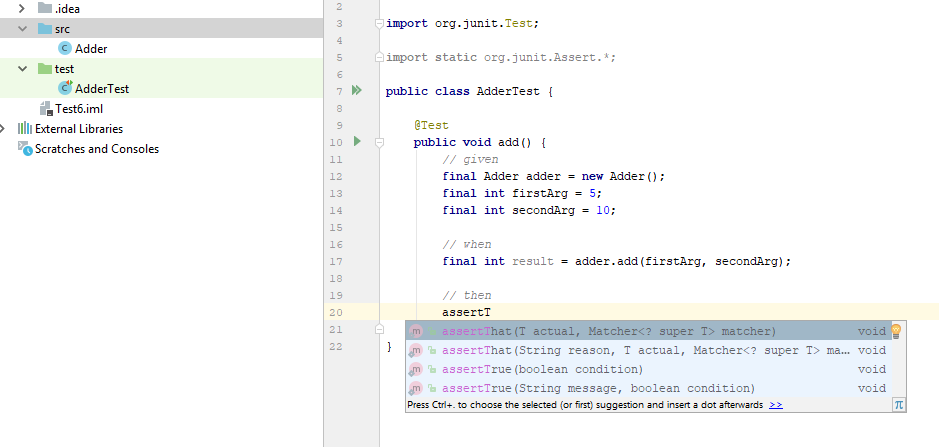 .idea
src
Adder
test
AdderTest
Test6.iml
External Libraries
Scratches and Consoles
2
3 import org.junit.Test;
4
5 import static org.junit.Assert.*;
6
7 public class AdderTest {
8
9 @Test
10 public void add() {
11 // given
12 final Adder adder = new Adder();
13 final int firstArg = 5;
14 final int secondArg = 10;
15
16 // when
17 final int result = adder.add(firstArg, secondArg);
18
19 // then
20 assertT
21
22 }
m assertThat(T actual, Matcher<? super T> matcher) void
m assertThat(String reason, T actual, Matcher<? super T> ma... void
m assertTrue(boolean condition) void
m assertTrue(String message, boolean condition) void
Press Ctrl+. to choose the selected (or first) suggestion and insert a dot afterwards >> π